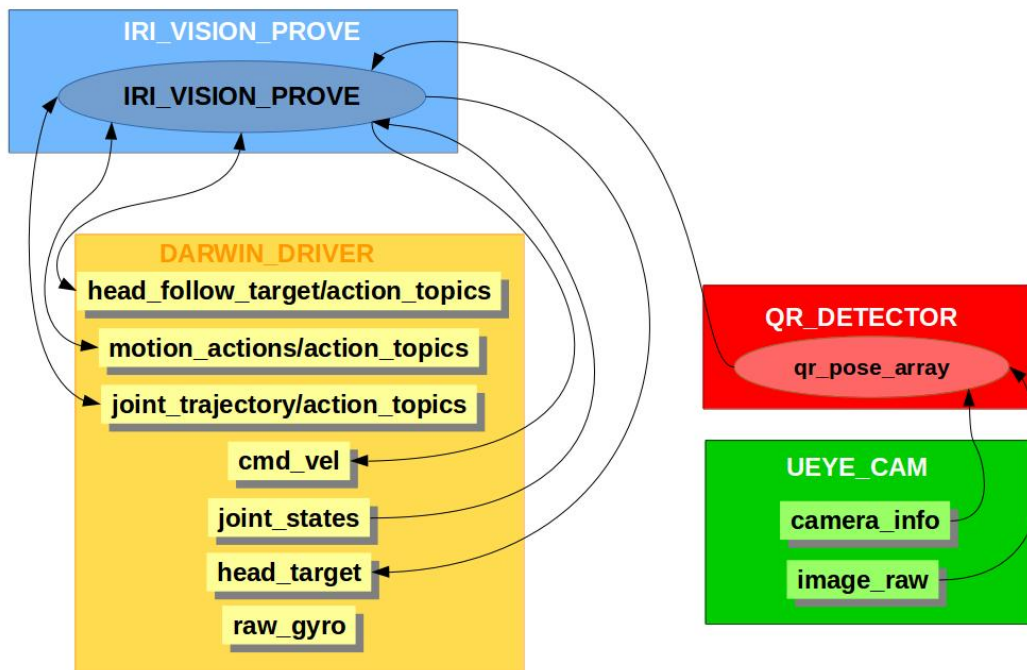 IRI_VISION_PROVE
IRI_VISION_PROVE
DARWIN_DRIVER
head_follow_target/action_topics
motion_actions/action_topics
joint_trajectory/action_topics
cmd_vel
joint_states
head_target
raw_gyro
QR_DETECTOR
qr_pose_array
UEYE_CAM
camera_info
image_raw